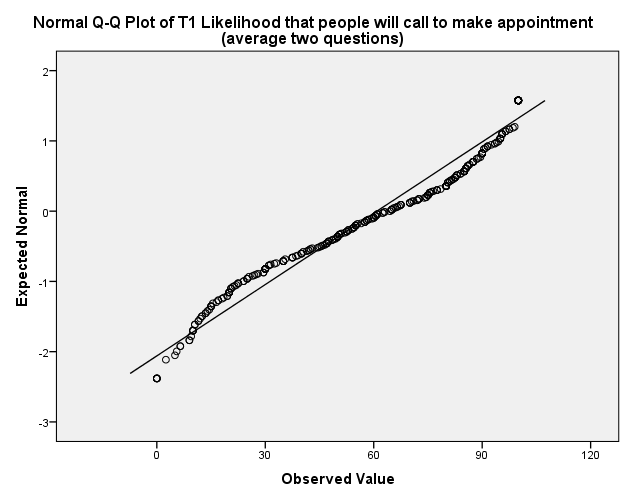 Normal Q-Q Plot of T1 Likelihood that people will call to make appointment
(average two questions)
2
1
0
-1
-2
-3
Expected Normal
0 30 60 90 120
Observed Value